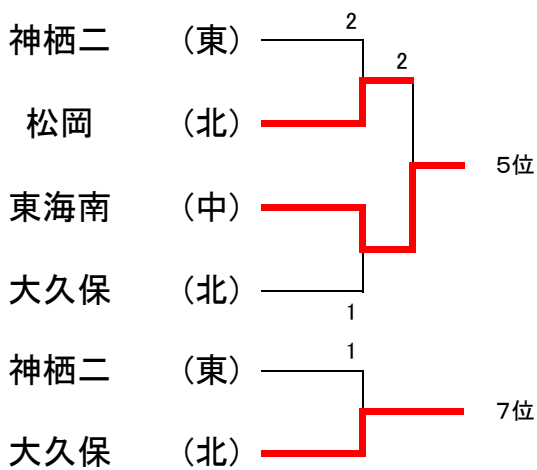 神栖二 （東） 2
2
松岡 （北）
5位
東海南 （中）
大久保 （北）
1
1
神栖二 （東）
7位
大久保 （北）